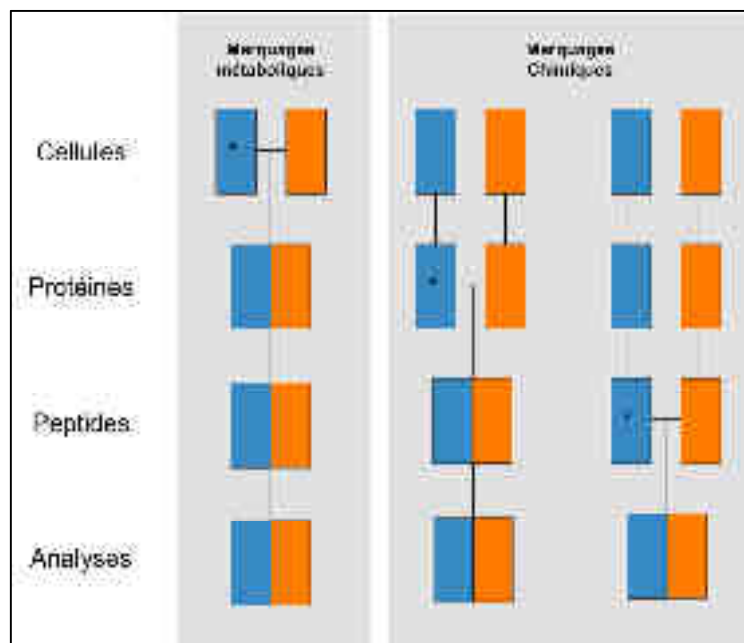 Marquages Marquages
métaboliques Chimiques
Cellules
Protéines
Peptides
Analyses